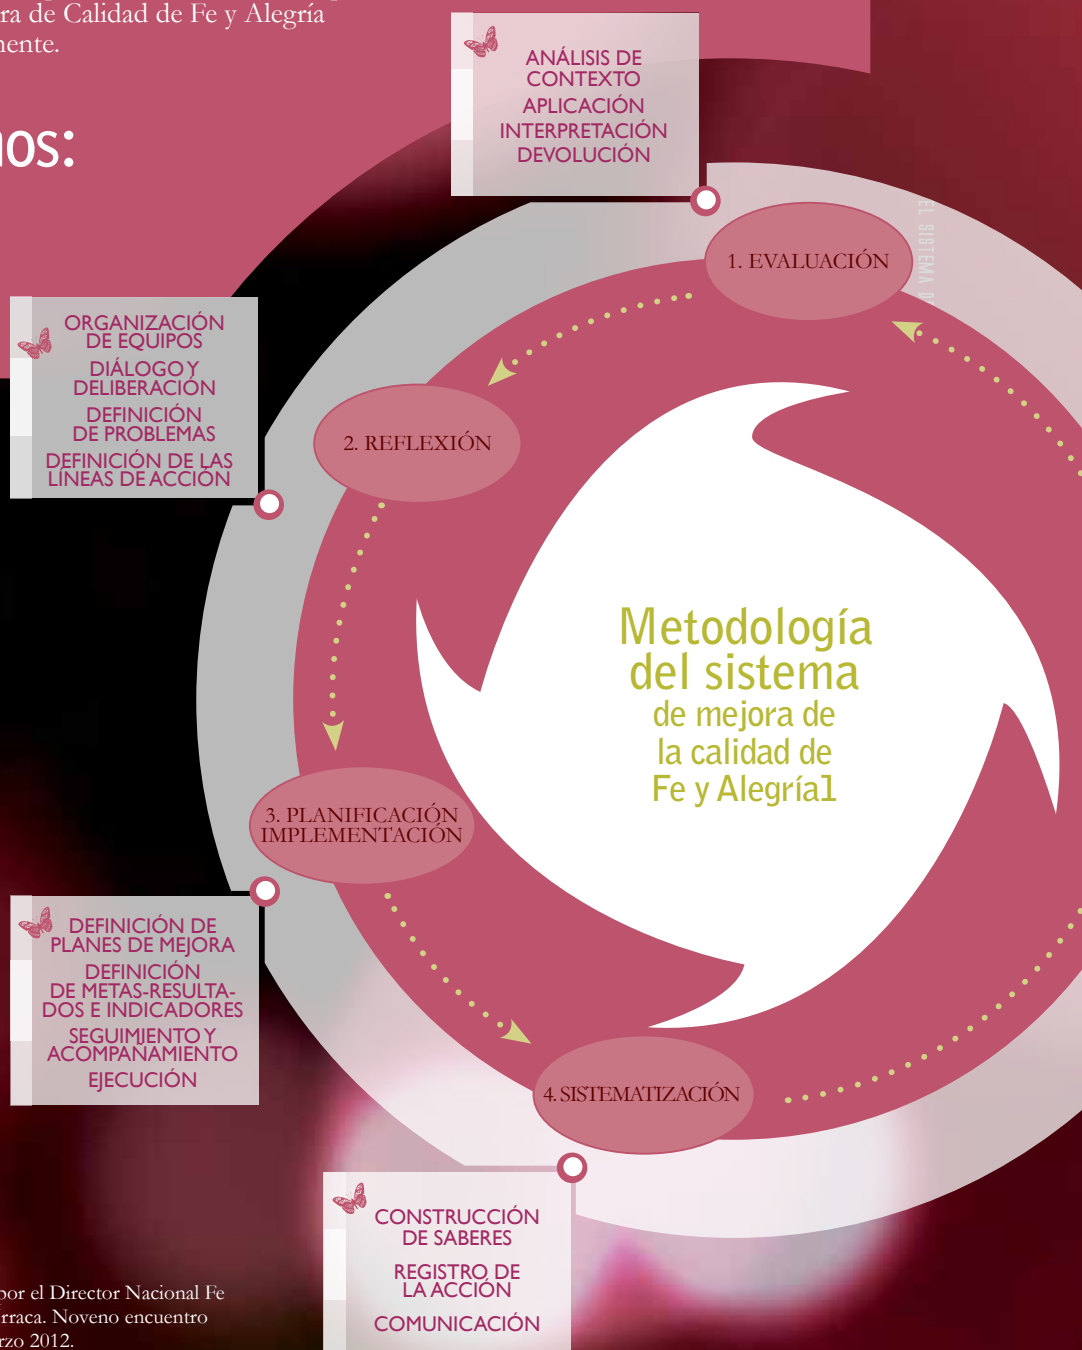 ra de Calidad de Fe y Alegría
mente.
nos:
ANÁLISIS DE
CONTEXTO
APLICACIÓN
INTERPRETACIÓN
DEVOLUCIÓN
EL SISTEMA
1. EVALUACIÓN
ORGANIZACIÓN
DE EQUIPOS
DIÁLOGO Y
DELIBERACIÓN
DEFINICIÓN
DE PROBLEMAS
DEFINICIÓN DE LAS
LÍNEAS DE ACCIÓN
2. REFLEXIÓN
Metodología
del sistema
de mejora de
la calidad de
Fe y Alegría1
3. PLANIFICACIÓN
IMPLEMENTACIÓN
DEFINICIÓN DE
PLANES DE MEJORA
DEFINICIÓN
DE METAS-RESULTA-
DOS E INDICADORES
SEGUIMIENTO Y
ACOMPAÑAMIENTO
EJECUCIÓN
4. SISTEMATIZACIÓN
CONSTRUCCIÓN
DE SABERES
REGISTRO DE
LA ACCIÓN
COMUNICACIÓN
por el Director Nacional Fe
Urraca. Noveno encuentro
rzo 2012.